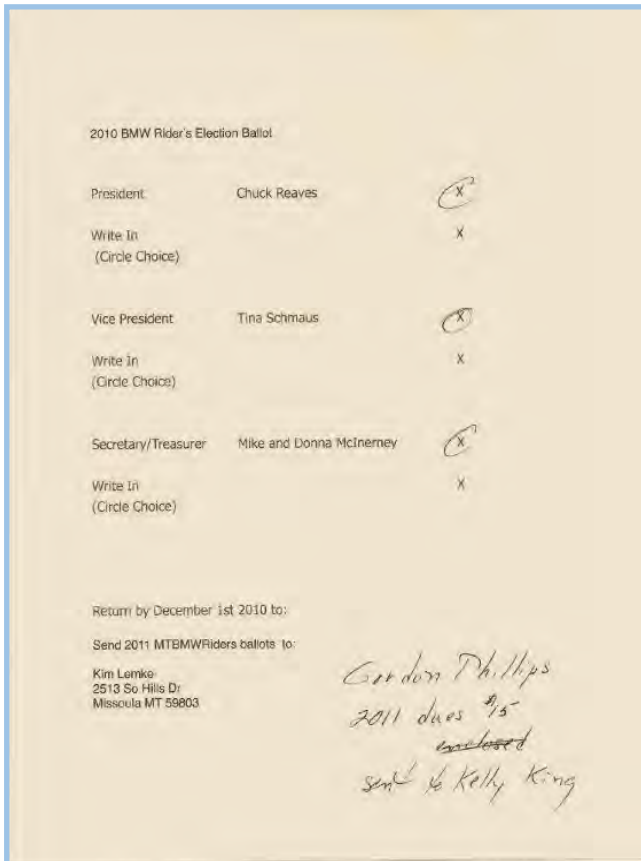 2010 BMW Rider's Election Ballot
President Chuck Reaves X
Write In X
(Circle Choice)
Vice President Tina Schmaus X
Write In X
(Circle Choice)
Secretary/Treasurer Mike and Donna McInerney X
Write In X
(Circle Choice)
Return by December 1st 2010 to:
Send 2011 MTBMWRiders ballots to:
Kim Lemke
2513 So Hills Dr
Missoula MT 59803
Gordon Phillips
2011 dues $15
enclosed
sent to Kelly King